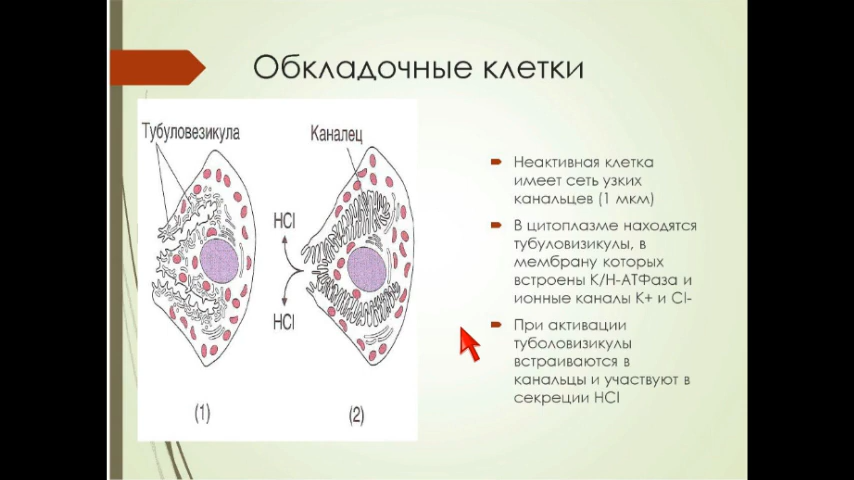 Обкладочные клетки
Тубуловезикула
Каналец
HCl
HCl
(1)
(2)
Неактивная клетка
имеет сеть узких
канальцев (1 мкм)
В цитоплазме находятся
тубуловизикулы, в
мембрану которых
встроены К/Н-АТФаза и
ионные каналы К+ и Cl-
При активации
туболовизикулы
встраиваются в
канальцы и участвуют в
секреции HCl